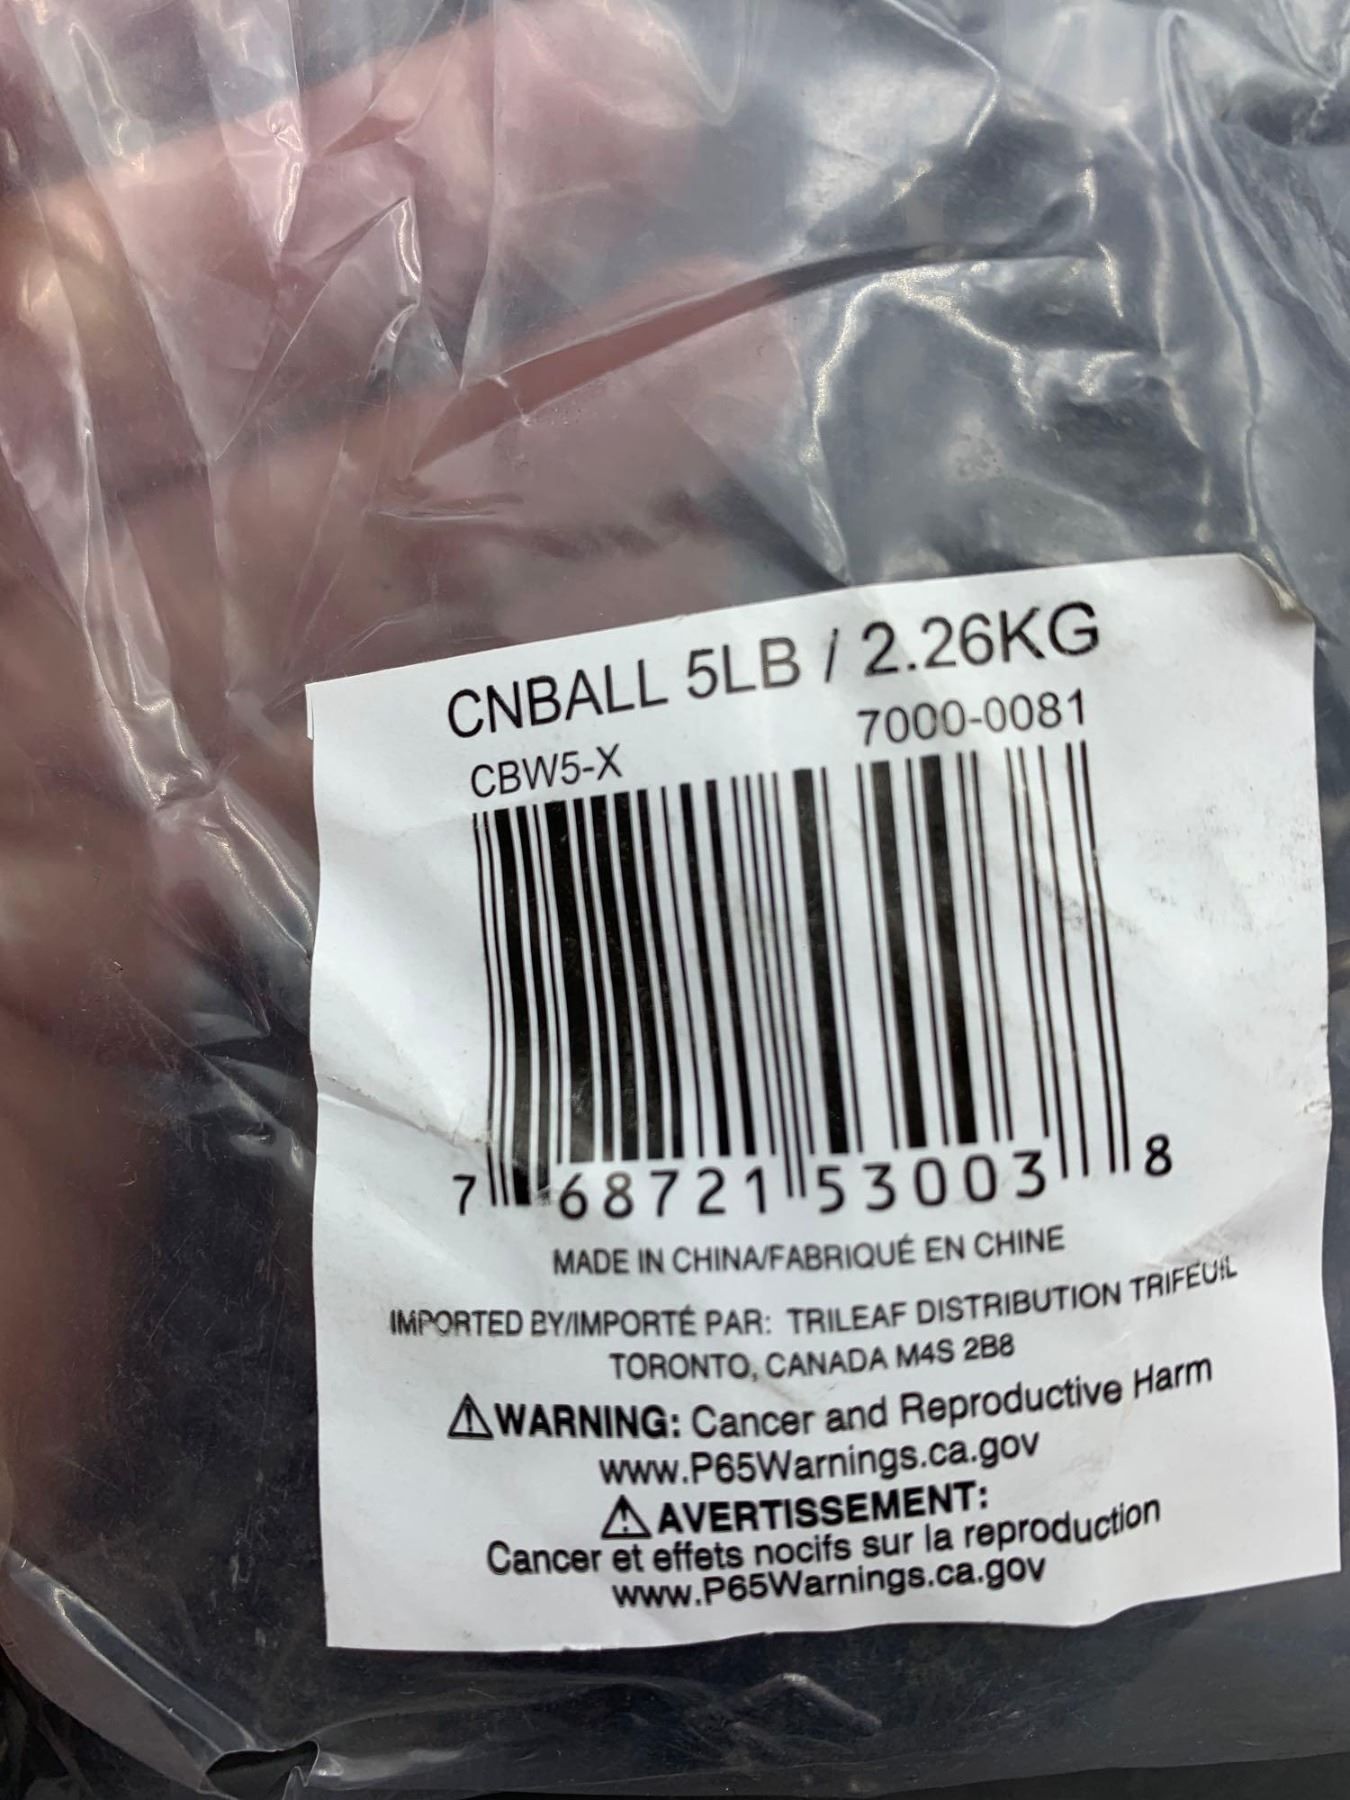 CNBALL 5LB / 2.26KG
CBW5-X 7000-0081
7 68721 53003 8
MADE IN CHINA/FABRIQUÉ EN CHINE
IMPORTED BY/IMPORTÉ PAR: TRILEAF DISTRIBUTION TRIFEUIL
TORONTO, CANADA M4S 2B8
⚠WARNING: Cancer and Reproductive Harm
www.P65Warnings.ca.gov
⚠AVERTISSEMENT:
Cancer et effets nocifs sur la reproduction
www.P65Warnings.ca.gov